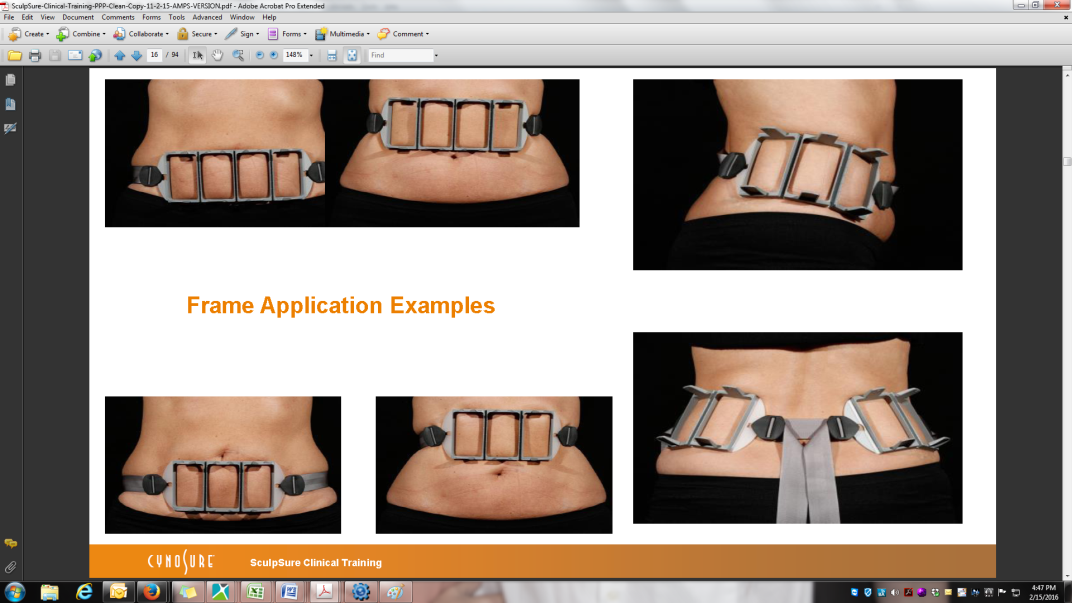 SculpSure-Clinical-Training-PPP-Clean-Copy-11-2-15-AMPS-VERSION.pdf - Adobe Acrobat Pro Extended
File Edit View Document Comments Forms Tools Advanced Window Help
Create Combine Collaborate Secure Sign Forms Multimedia Comment
16 / 94 148% Find
Frame Application Examples
CYNOSURE SculpSure Clinical Training
4:47 PM
2/15/2016